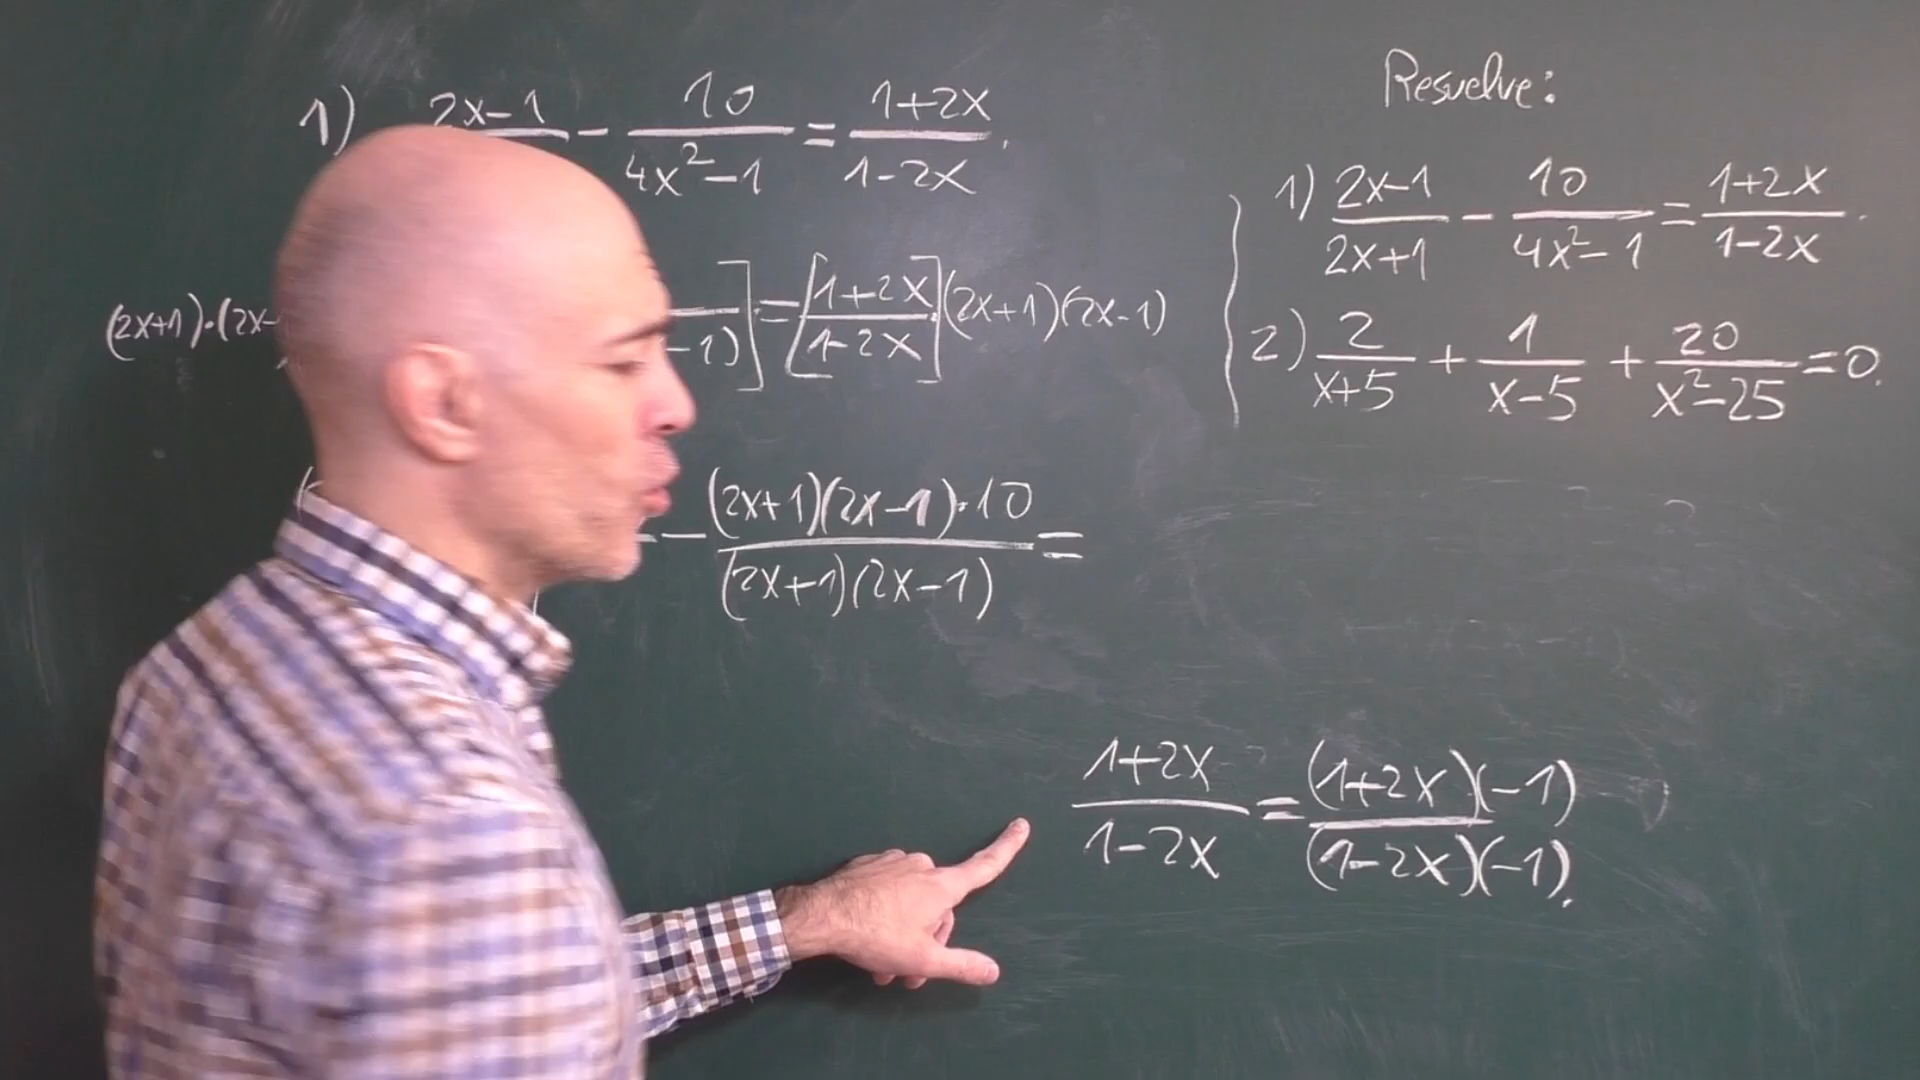 1) 2x-1 / - 10 / 4x²-1 = 1+2x / 1-2x.
(2x+1)·(2x- -1)] = [1+2x / 1-2x](2x+1)(2x-1)
- (2x+1)(2x-1)·10 / (2x+1)(2x-1) =
Resuelve:
1) 2x-1 / 2x+1 - 10 / 4x²-1 = 1+2x / 1-2x.
2) 2 / x+5 + 1 / x-5 + 20 / x²-25 = 0.
1+2x / 1-2x = (1+2x)(-1) / (1-2x)(-1).